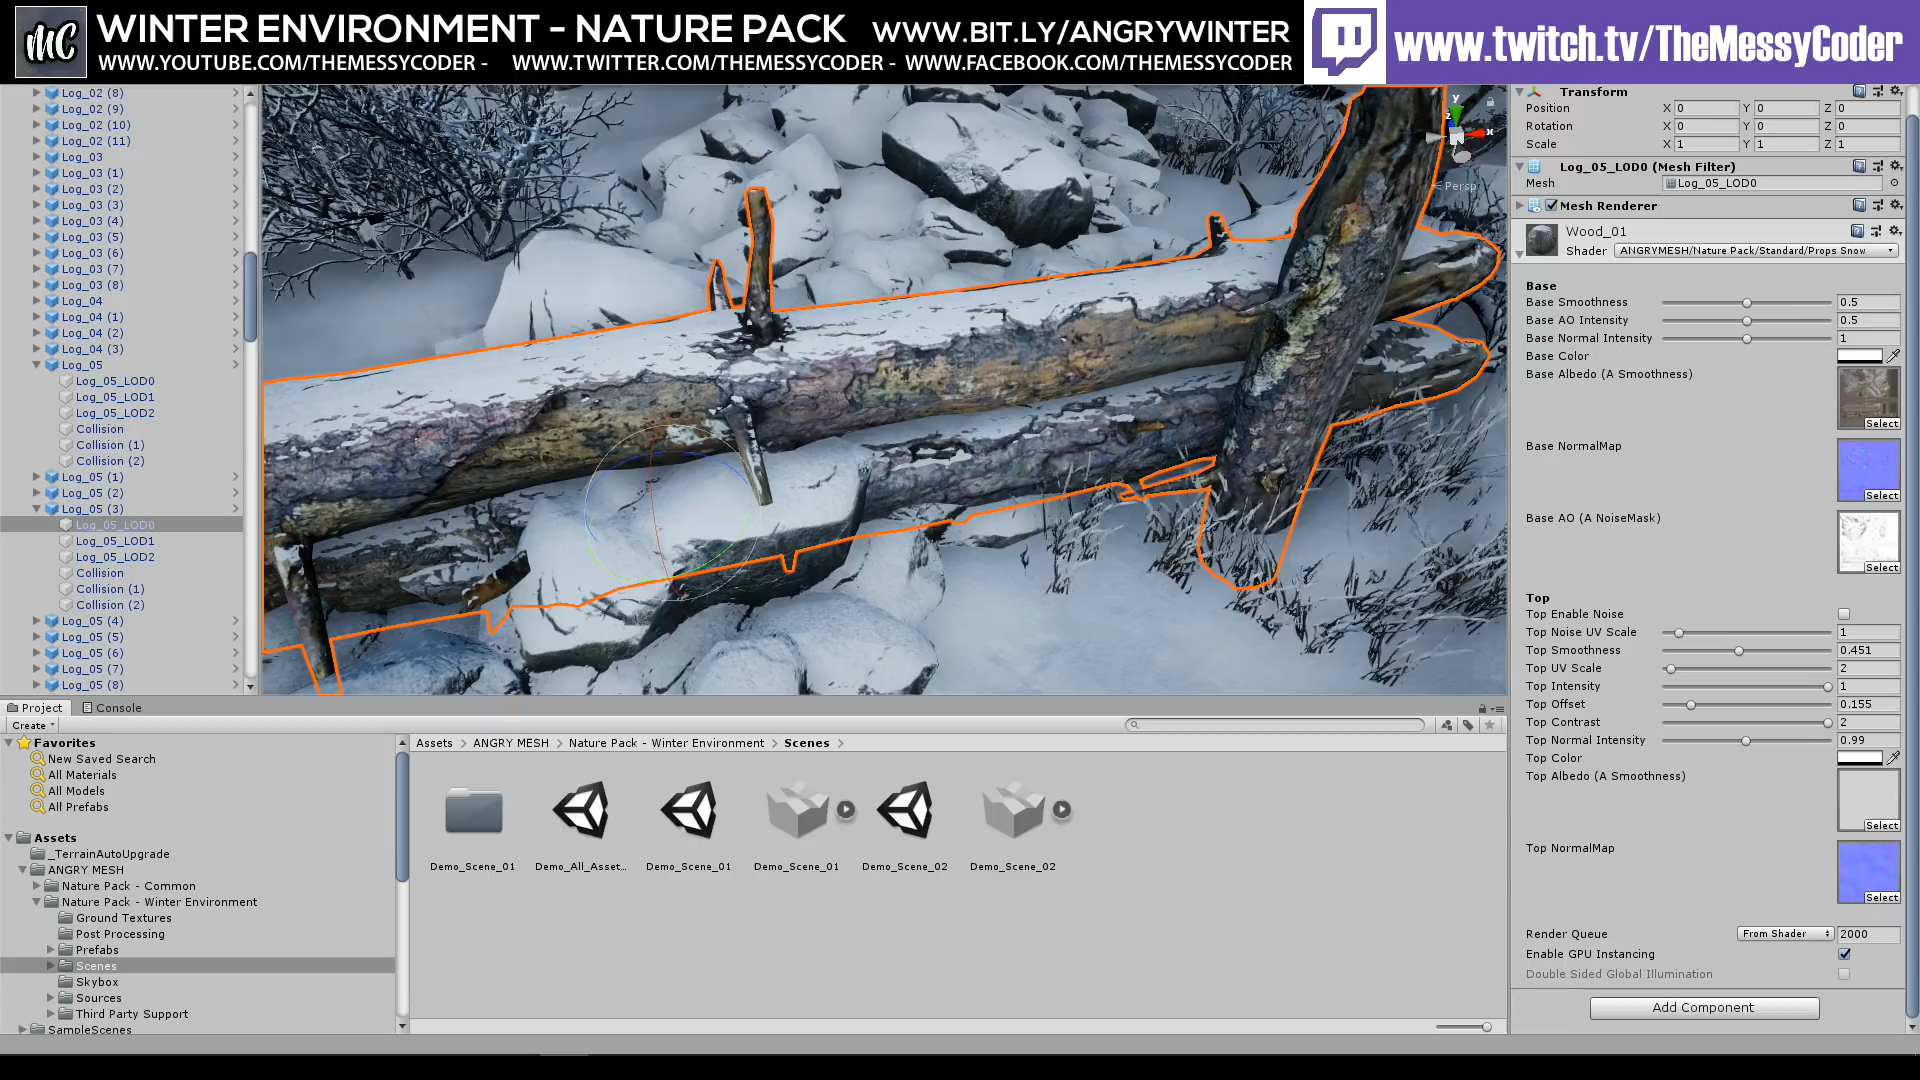 MC
WINTER ENVIRONMENT - NATURE PACK
WWW.BIT.LY/ANGRYWINTER
WWW.YOUTUBE.COM/THEMESSYCODER - WWW.TWITTER.COM/THEMESSYCODER - WWW.FACEBOOK.COM/THEMESSYCODER
www.twitch.tv/TheMessyCoder
Log_02 (8)
Log_02 (9)
Log_02 (10)
Log_02 (11)
Log_03
Log_03 (1)
Log_03 (2)
Log_03 (3)
Log_03 (4)
Log_03 (5)
Log_03 (6)
Log_03 (7)
Log_03 (8)
Log_04
Log_04 (1)
Log_04 (2)
Log_04 (3)
Log_05
Log_05_LOD0
Log_05_LOD1
Log_05_LOD2
Collision
Collision (1)
Collision (2)
Log_05 (1)
Log_05 (2)
Log_05 (3)
Log_05_LOD0
Log_05_LOD1
Log_05_LOD2
Collision
Collision (1)
Collision (2)
Log_05 (4)
Log_05 (5)
Log_05 (6)
Log_05 (7)
Log_05 (8)
y
z
x
Persp
Transform
Position X 0 Y 0 Z 0
Rotation X 0 Y 0 Z 0
Scale X 1 Y 1 Z 1
Log_05_LOD0 (Mesh Filter)
Mesh Log_05_LOD0
Mesh Renderer
Wood_01
Shader ANGRYMESH/Nature Pack/Standard/Props Snow
Base
Base Smoothness 0.5
Base AO Intensity 0.5
Base Normal Intensity 1
Base Color
Base Albedo (A Smoothness)
Select
Base NormalMap
Select
Base AO (A NoiseMask)
Select
Top
Top Enable Noise
Top Noise UV Scale 1
Top Smoothness 0.451
Top UV Scale 2
Top Intensity 1
Top Offset 0.155
Top Contrast 2
Top Normal Intensity 0.99
Top Color
Top Albedo (A Smoothness)
Select
Top NormalMap
Select
Render Queue From Shader 2000
Enable GPU Instancing
Double Sided Global Illumination
Add Component
Project Console
Create
Favorites
New Saved Search
All Materials
All Models
All Prefabs
Assets
_TerrainAutoUpgrade
ANGRY MESH
Nature Pack - Common
Nature Pack - Winter Environment
Ground Textures
Post Processing
Prefabs
Scenes
Skybox
Sources
Third Party Support
SampleScenes
Assets > ANGRY MESH > Nature Pack - Winter Environment > Scenes >
Demo_Scene_01 Demo_All_Asset... Demo_Scene_01 Demo_Scene_01 Demo_Scene_02 Demo_Scene_02